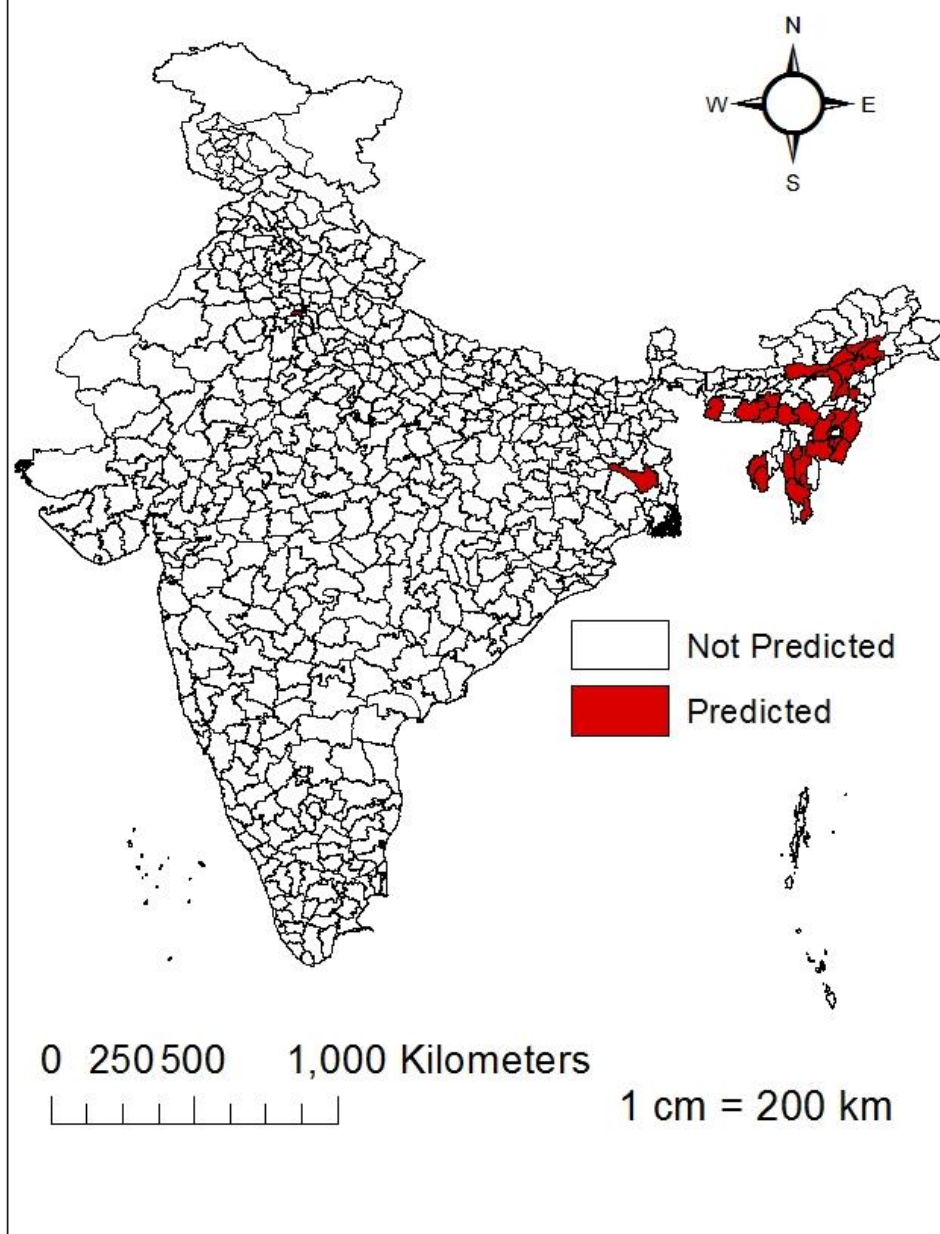 N
W E
S
Not Predicted
Predicted
0 250 500 1,000 Kilometers
1 cm = 200 km